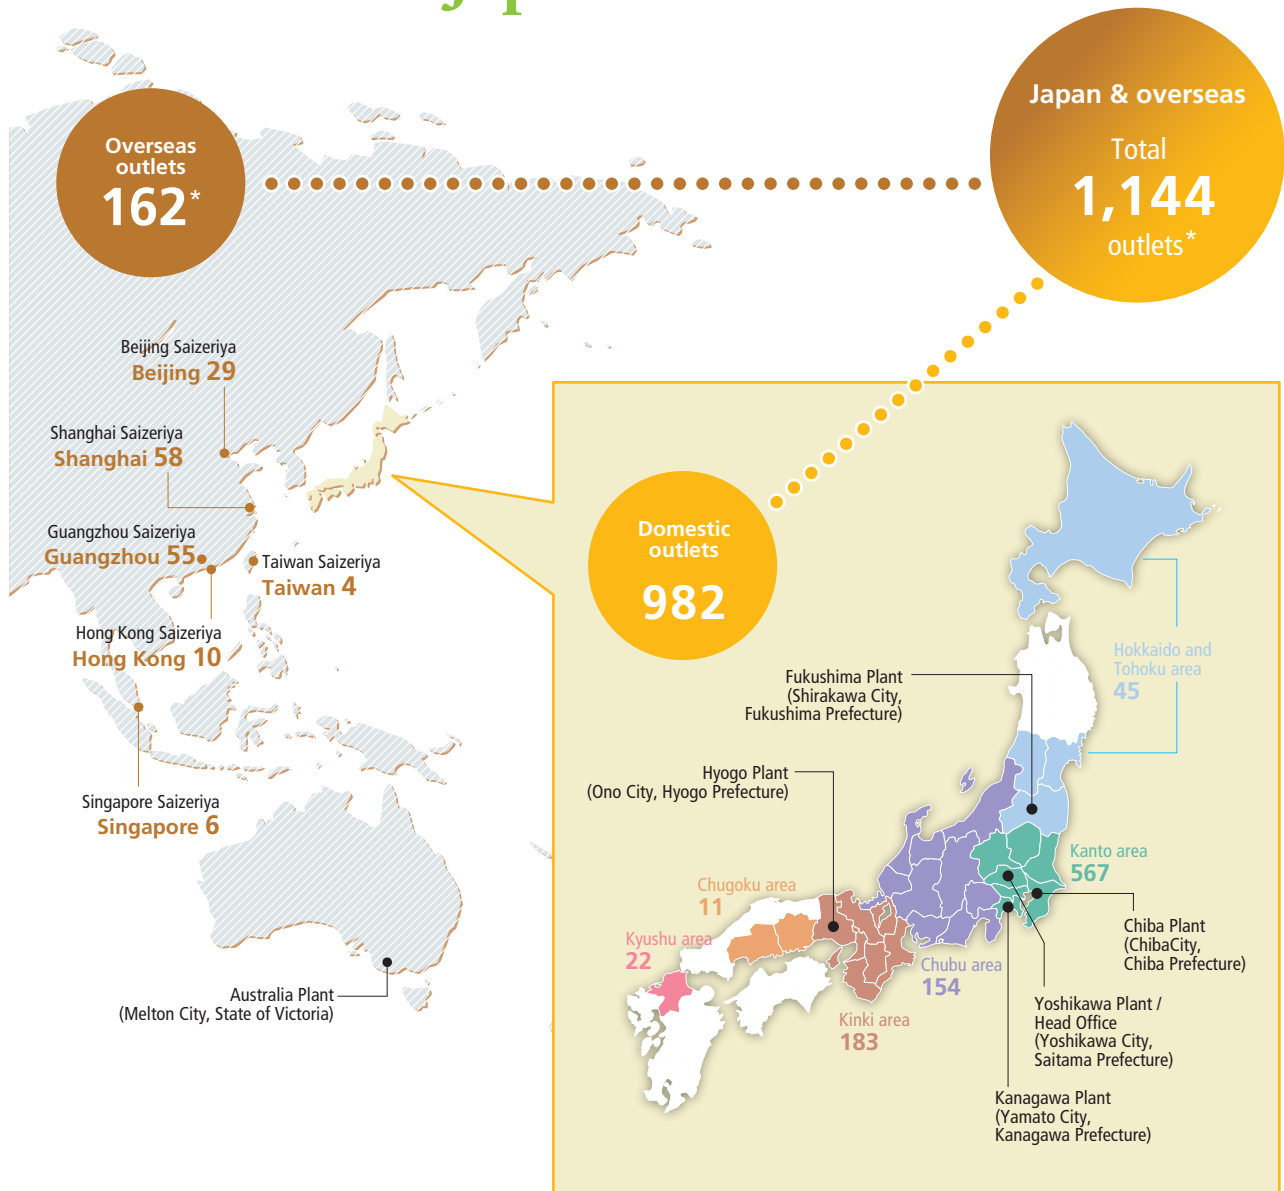 Japan & overseas
Total
1,144
outlets*
Overseas
outlets
162*
Beijing Saizeriya
Beijing 29
Shanghai Saizeriya
Shanghai 58
Guangzhou Saizeriya
Guangzhou 55
Taiwan Saizeriya
Taiwan 4
Hong Kong Saizeriya
Hong Kong 10
Singapore Saizeriya
Singapore 6
Australia Plant
(Melton City, State of Victoria)
Domestic
outlets
982
Hokkaido and
Tohoku area
45
Fukushima Plant
(Shirakawa City,
Fukushima Prefecture)
Hyogo Plant
(Ono City, Hyogo Prefecture)
Kanto area
567
Chugoku area
11
Kyushu area
22
Chubu area
154
Kinki area
183
Chiba Plant
(ChibaCity,
Chiba Prefecture)
Yoshikawa Plant /
Head Office
(Yoshikawa City,
Saitama Prefecture)
Kanagawa Plant
(Yamato City,
Kanagawa Prefecture)